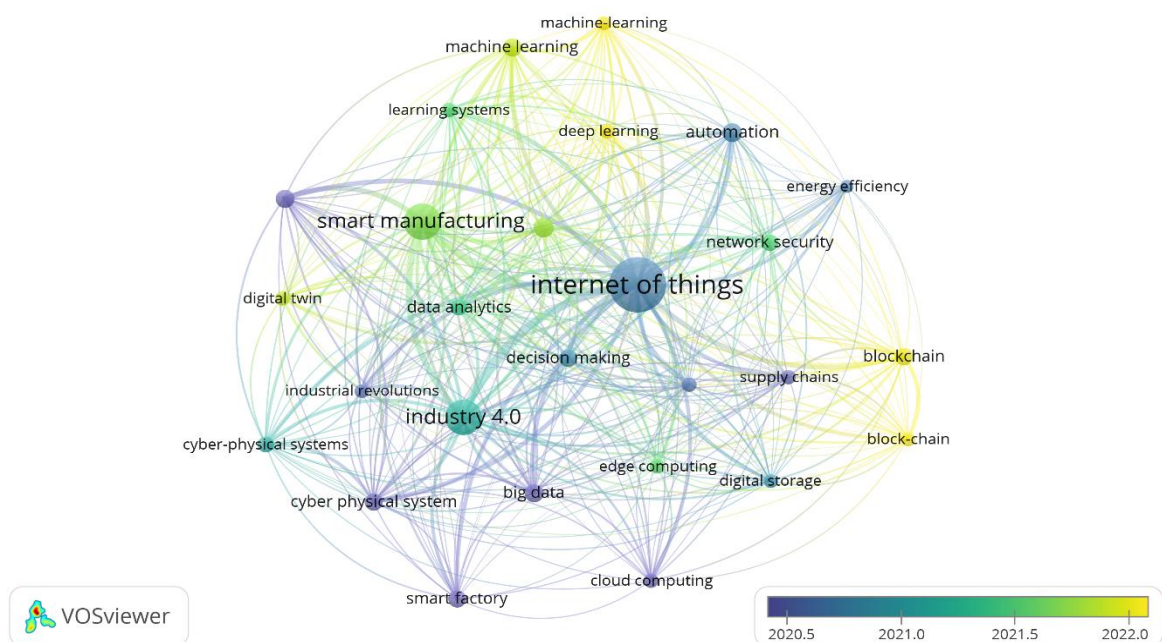 machine-learning
machine learning
learning systems
deep learning
automation
energy efficiency
smart manufacturing
network security
internet of things
digital twin
data analytics
decision making
blockchain
supply chains
industrial revolutions
industry 4.0
cyber-physical systems
block-chain
edge computing
digital storage
big data
cyber physical system
cloud computing
smart factory
VOSviewer
2020.5 2021.0 2021.5 2022.0